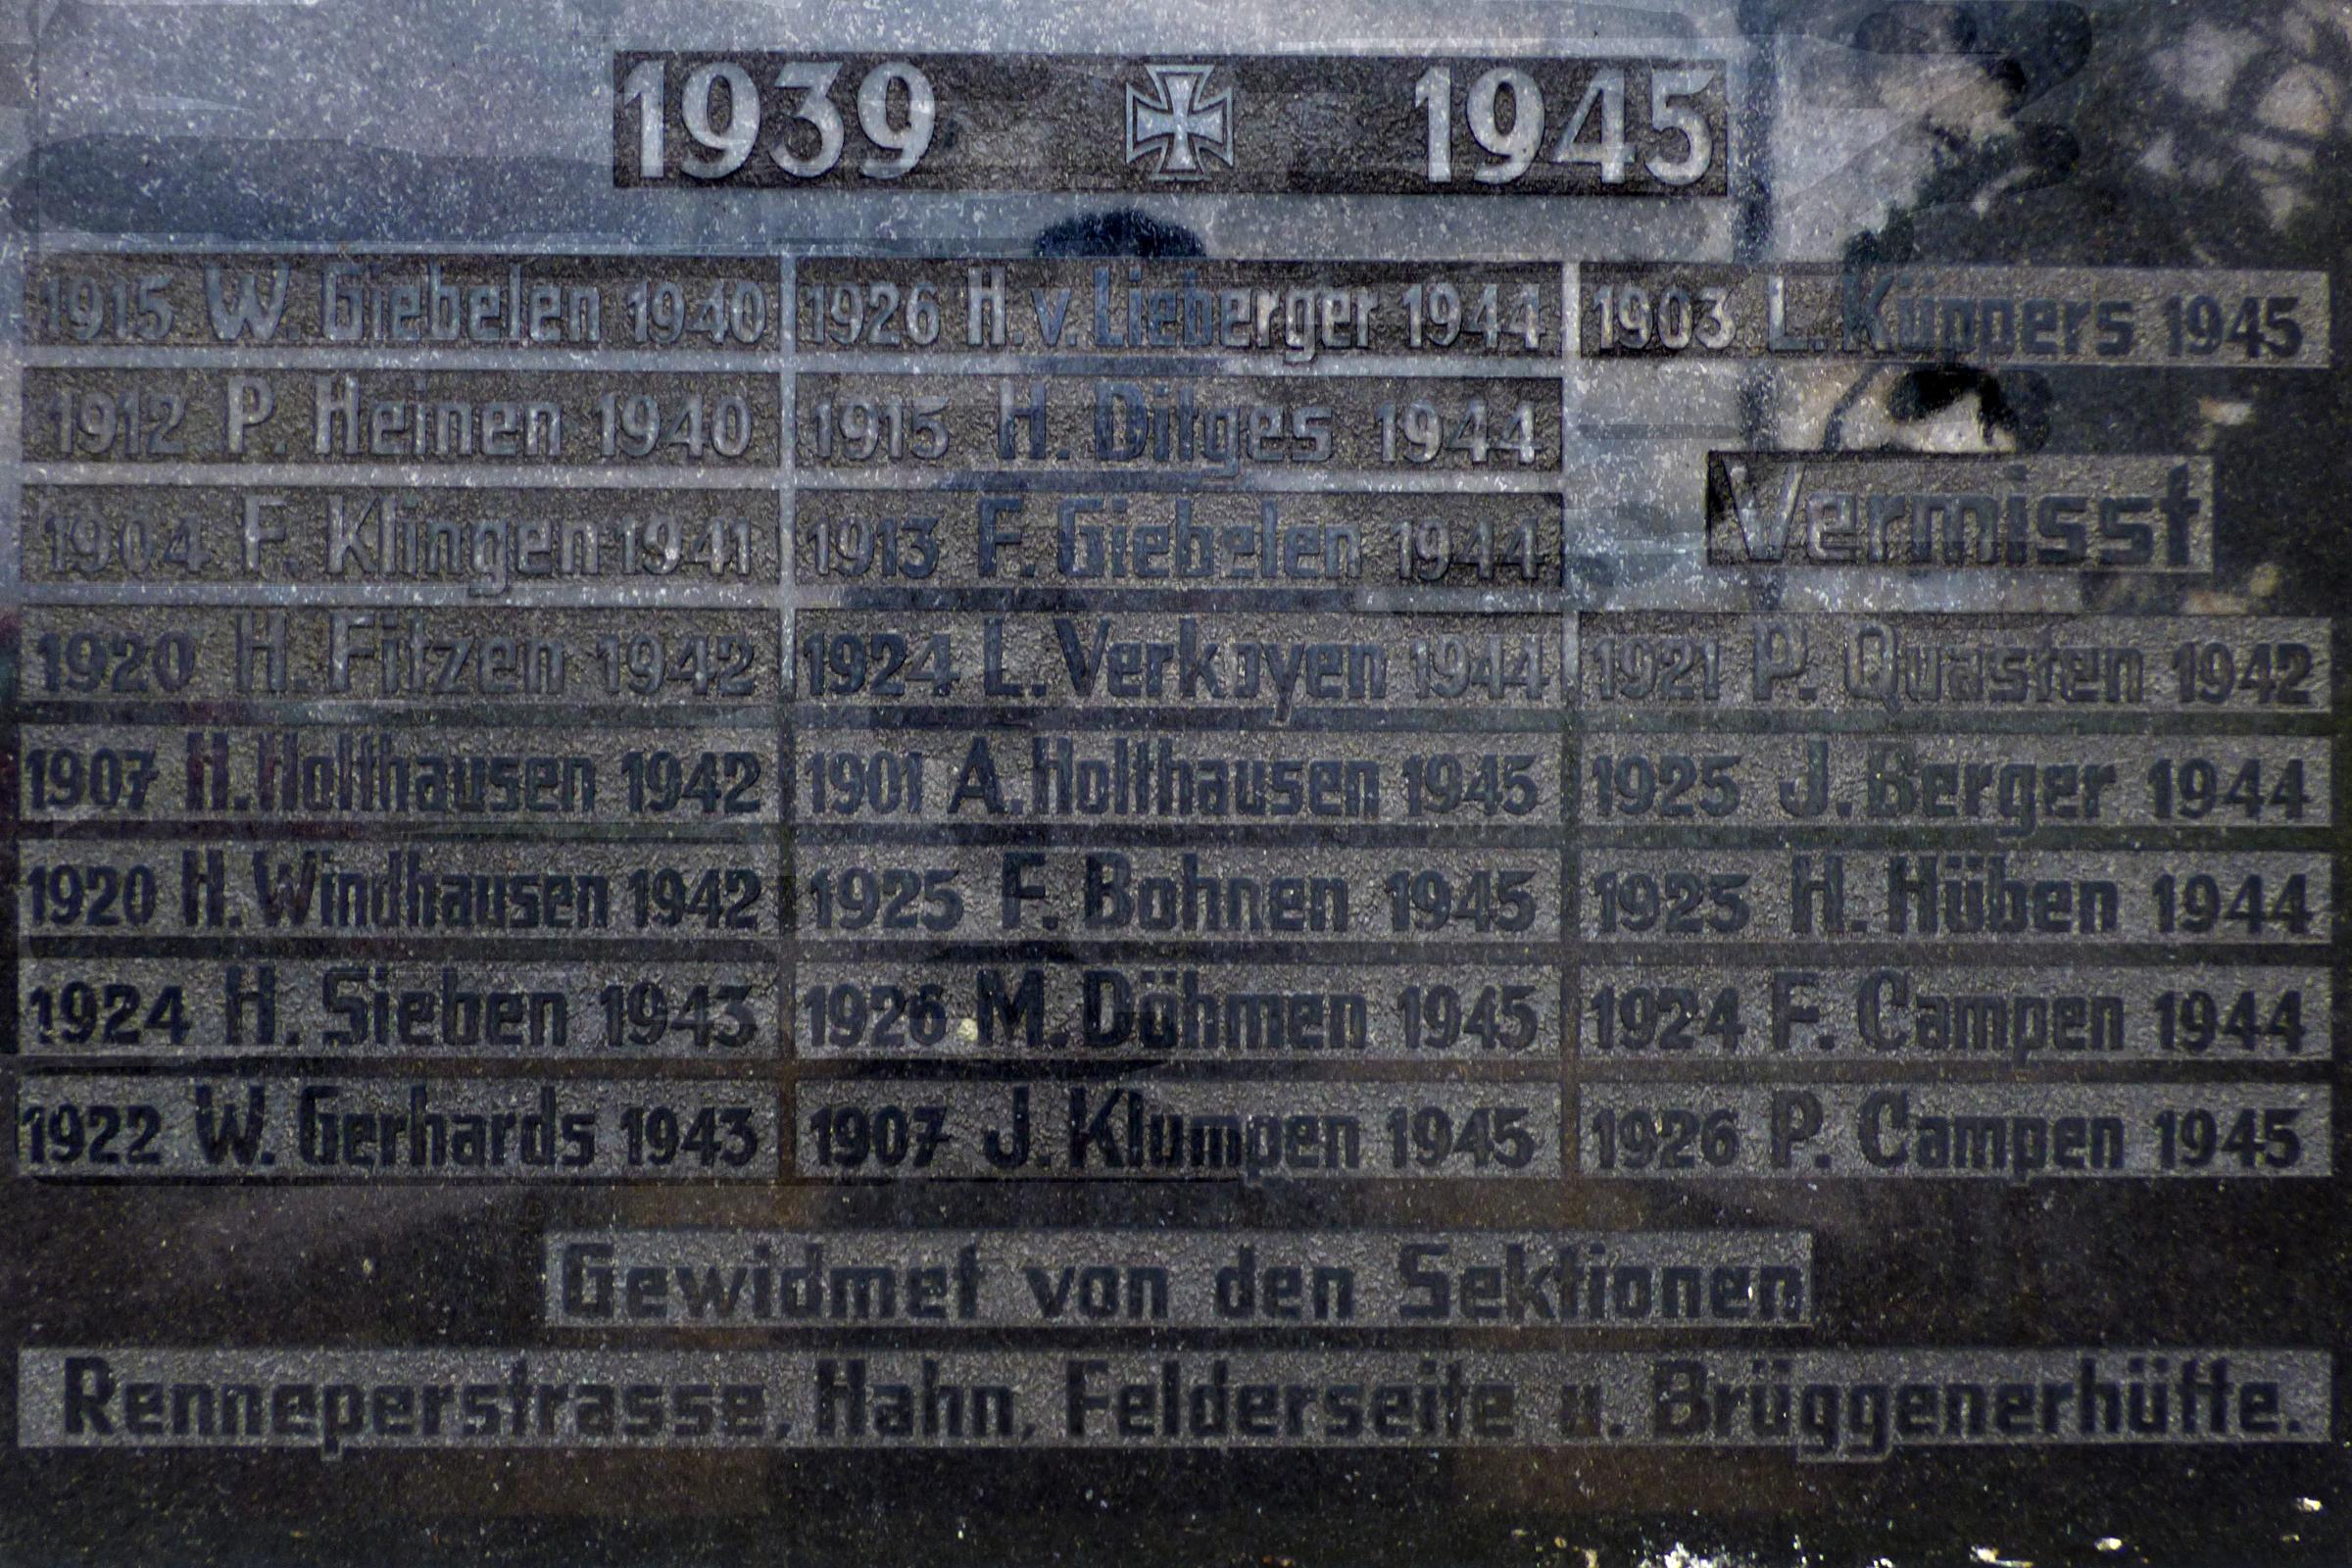 1939 1945
1915 W. Giebelen 1940
1912 P. Heinen 1940
1904 F. Klingen 1941
1920 H. Fitzen 1942
1907 H. Holthausen 1942
1920 H. Windhausen 1942
1924 H. Sieben 1943
1922 W. Gerhards 1943
1926 H. v. Lieberger 1944
1915 H. Ditges 1944
1913 F. Giebelen 1944
1924 L. Verkoyen 1944
1901 A. Holthausen 1945
1925 F. Bohnen 1945
1926 M. Döhmen 1945
1907 J. Klumpen 1945
1903 L. Küppers 1945
Vermisst
1921 P. Quasten 1942
1925 J. Berger 1944
1925 H. Hüben 1944
1924 F. Campen 1944
1926 P. Campen 1945
Gewidmet von den Sektionen
Renneperstrasse, Hahn, Felderseite u. Brüggenerhütte.